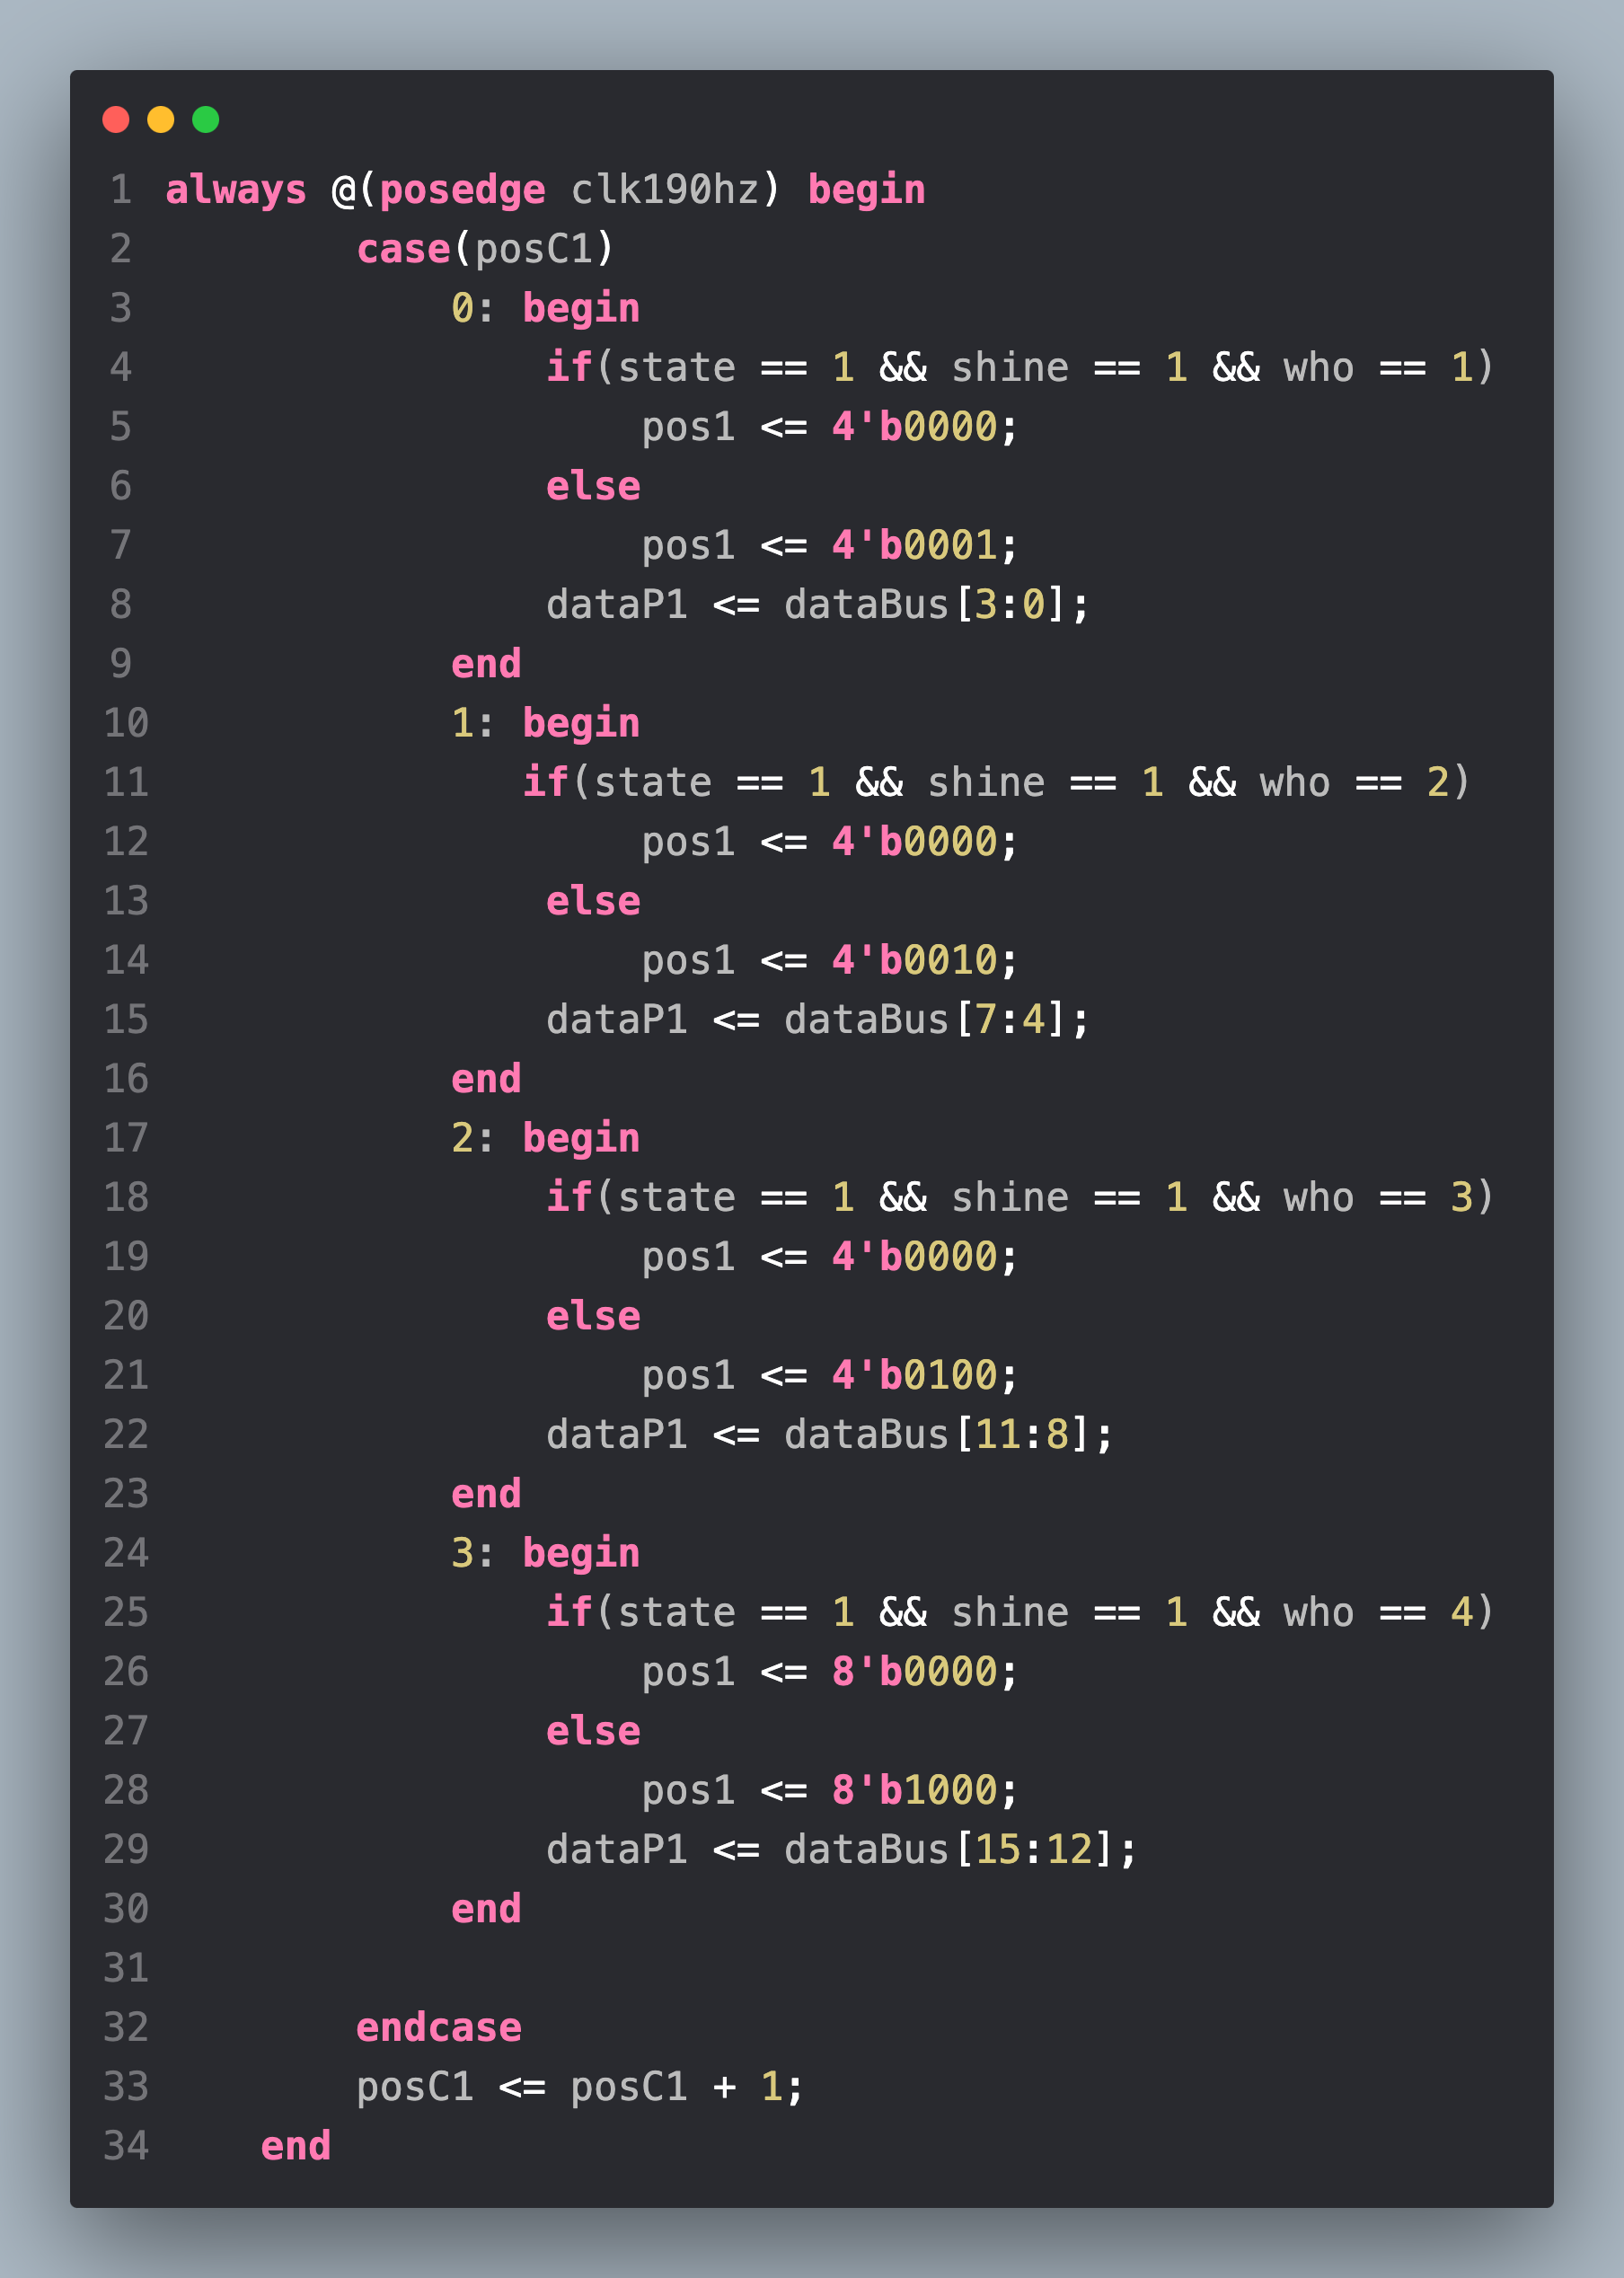 1 always @(posedge clk190hz) begin
2         case(posC1)
3             0: begin
4                 if(state == 1 && shine == 1 && who == 1)
5                     pos1 <= 4'b0000;
6                 else
7                     pos1 <= 4'b0001;
8                 dataP1 <= dataBus[3:0];
9             end
10             1: begin
11                if(state == 1 && shine == 1 && who == 2)
12                     pos1 <= 4'b0000;
13                 else
14                     pos1 <= 4'b0010;
15                 dataP1 <= dataBus[7:4];
16             end
17             2: begin
18                 if(state == 1 && shine == 1 && who == 3)
19                     pos1 <= 4'b0000;
20                 else
21                     pos1 <= 4'b0100;
22                 dataP1 <= dataBus[11:8];
23             end
24             3: begin
25                 if(state == 1 && shine == 1 && who == 4)
26                     pos1 <= 8'b0000;
27                 else
28                     pos1 <= 8'b1000;
29                 dataP1 <= dataBus[15:12];
30             end
31
32         endcase
33         posC1 <= posC1 + 1;
34     end